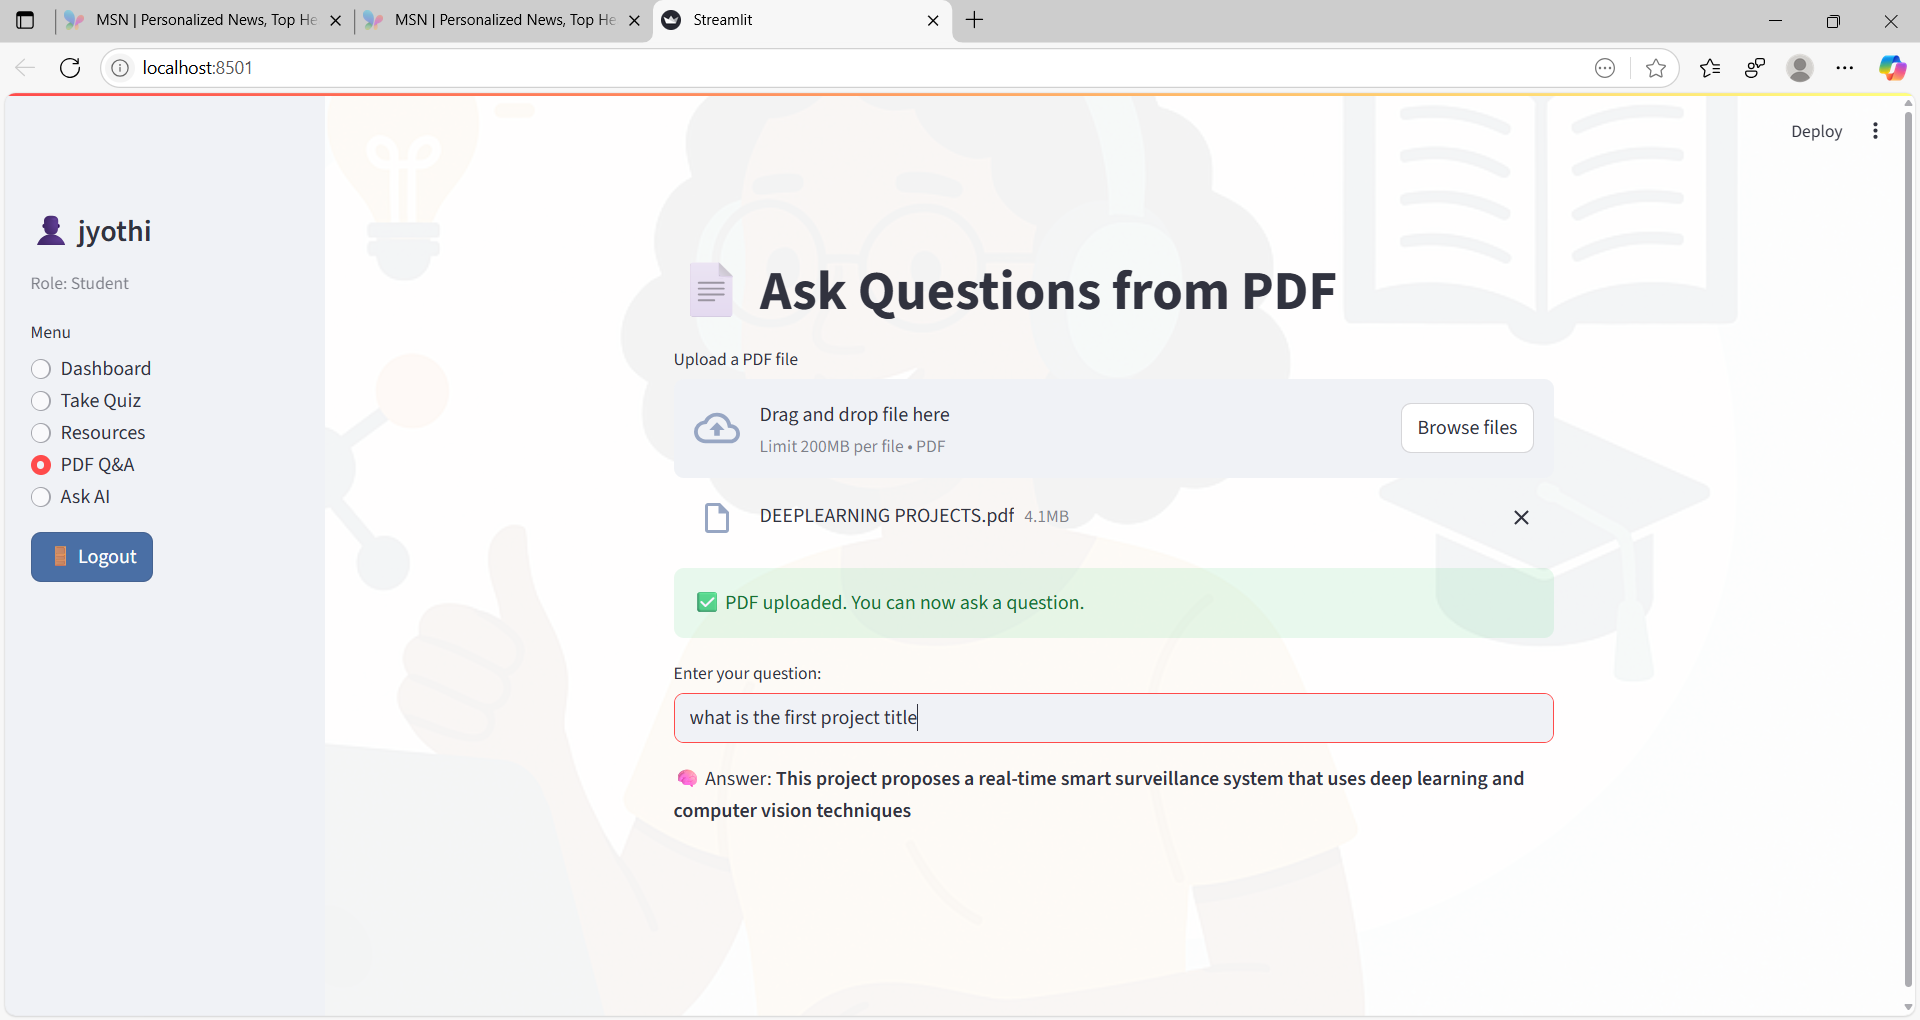 MSN | Personalized News, Top He
MSN | Personalized News, Top He
Streamlit
localhost:8501
Deploy
jyothi
Role: Student
Menu
Dashboard
Take Quiz
Resources
PDF Q&A
Ask AI
Logout
Ask Questions from PDF
Upload a PDF file
Drag and drop file here
Limit 200MB per file • PDF
Browse files
DEEPLEARNING PROJECTS.pdf 4.1MB
PDF uploaded. You can now ask a question.
Enter your question:
what is the first project title
Answer: This project proposes a real-time smart surveillance system that uses deep learning and
computer vision techniques